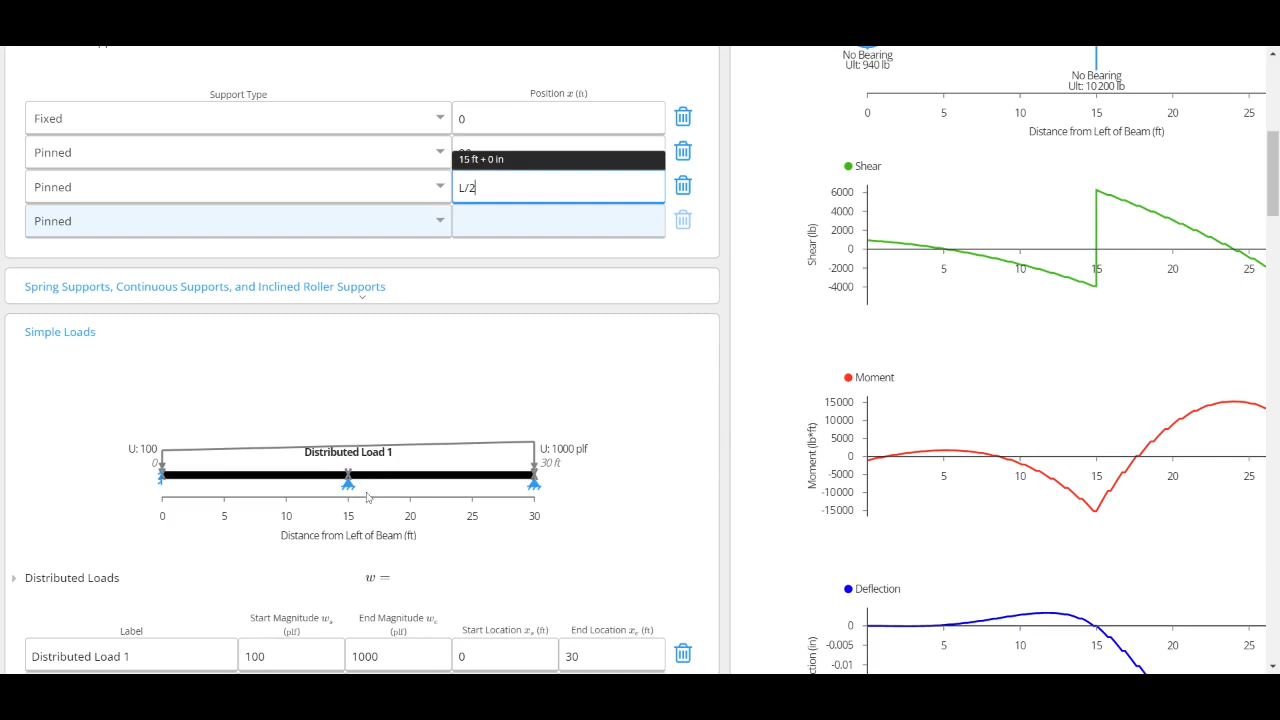 Support Type
Position x (ft)
Fixed
0
Pinned
15 ft + 0 in
Pinned
L/2
Pinned
Spring Supports, Continuous Supports, and Inclined Roller Supports
Simple Loads
U: 100
0
Distributed Load 1
U: 1000 plf
30 ft
0 5 10 15 20 25 30
Distance from Left of Beam (ft)
Distributed Loads
w =
Label
Start Magnitude wₛ (plf)
End Magnitude wₑ (plf)
Start Location xₛ (ft)
End Location xₑ (ft)
Distributed Load 1
100
1000
0
30
No Bearing
Ult: 940 lb
No Bearing
Ult: 10 200 lb
0 5 10 15 20 25
Distance from Left of Beam (ft)
Shear
6000
4000
2000
0
-2000
-4000
Shear (lb)
5 10 15 20 25
Moment
15000
10000
5000
0
-5000
-10000
-15000
Moment (lb*ft)
5 10 15 20 25
Deflection
0
-0.005
-0.01
5 10 15 20 25